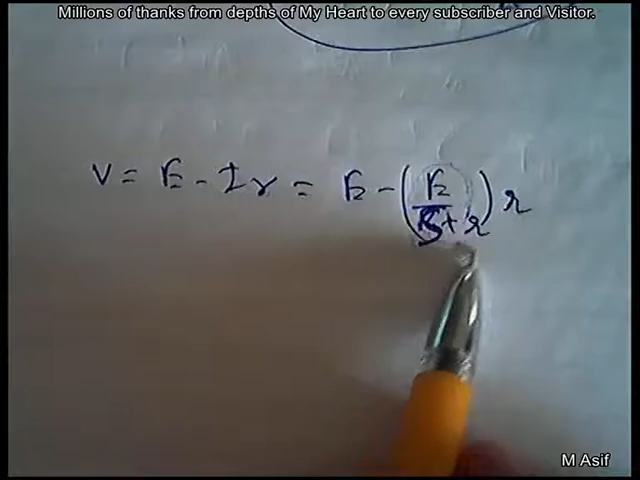 Millions of thanks from depths of My Heart to every subscriber and Visitor.
V = E - Ir = E - (E/R+r) r
M Asif